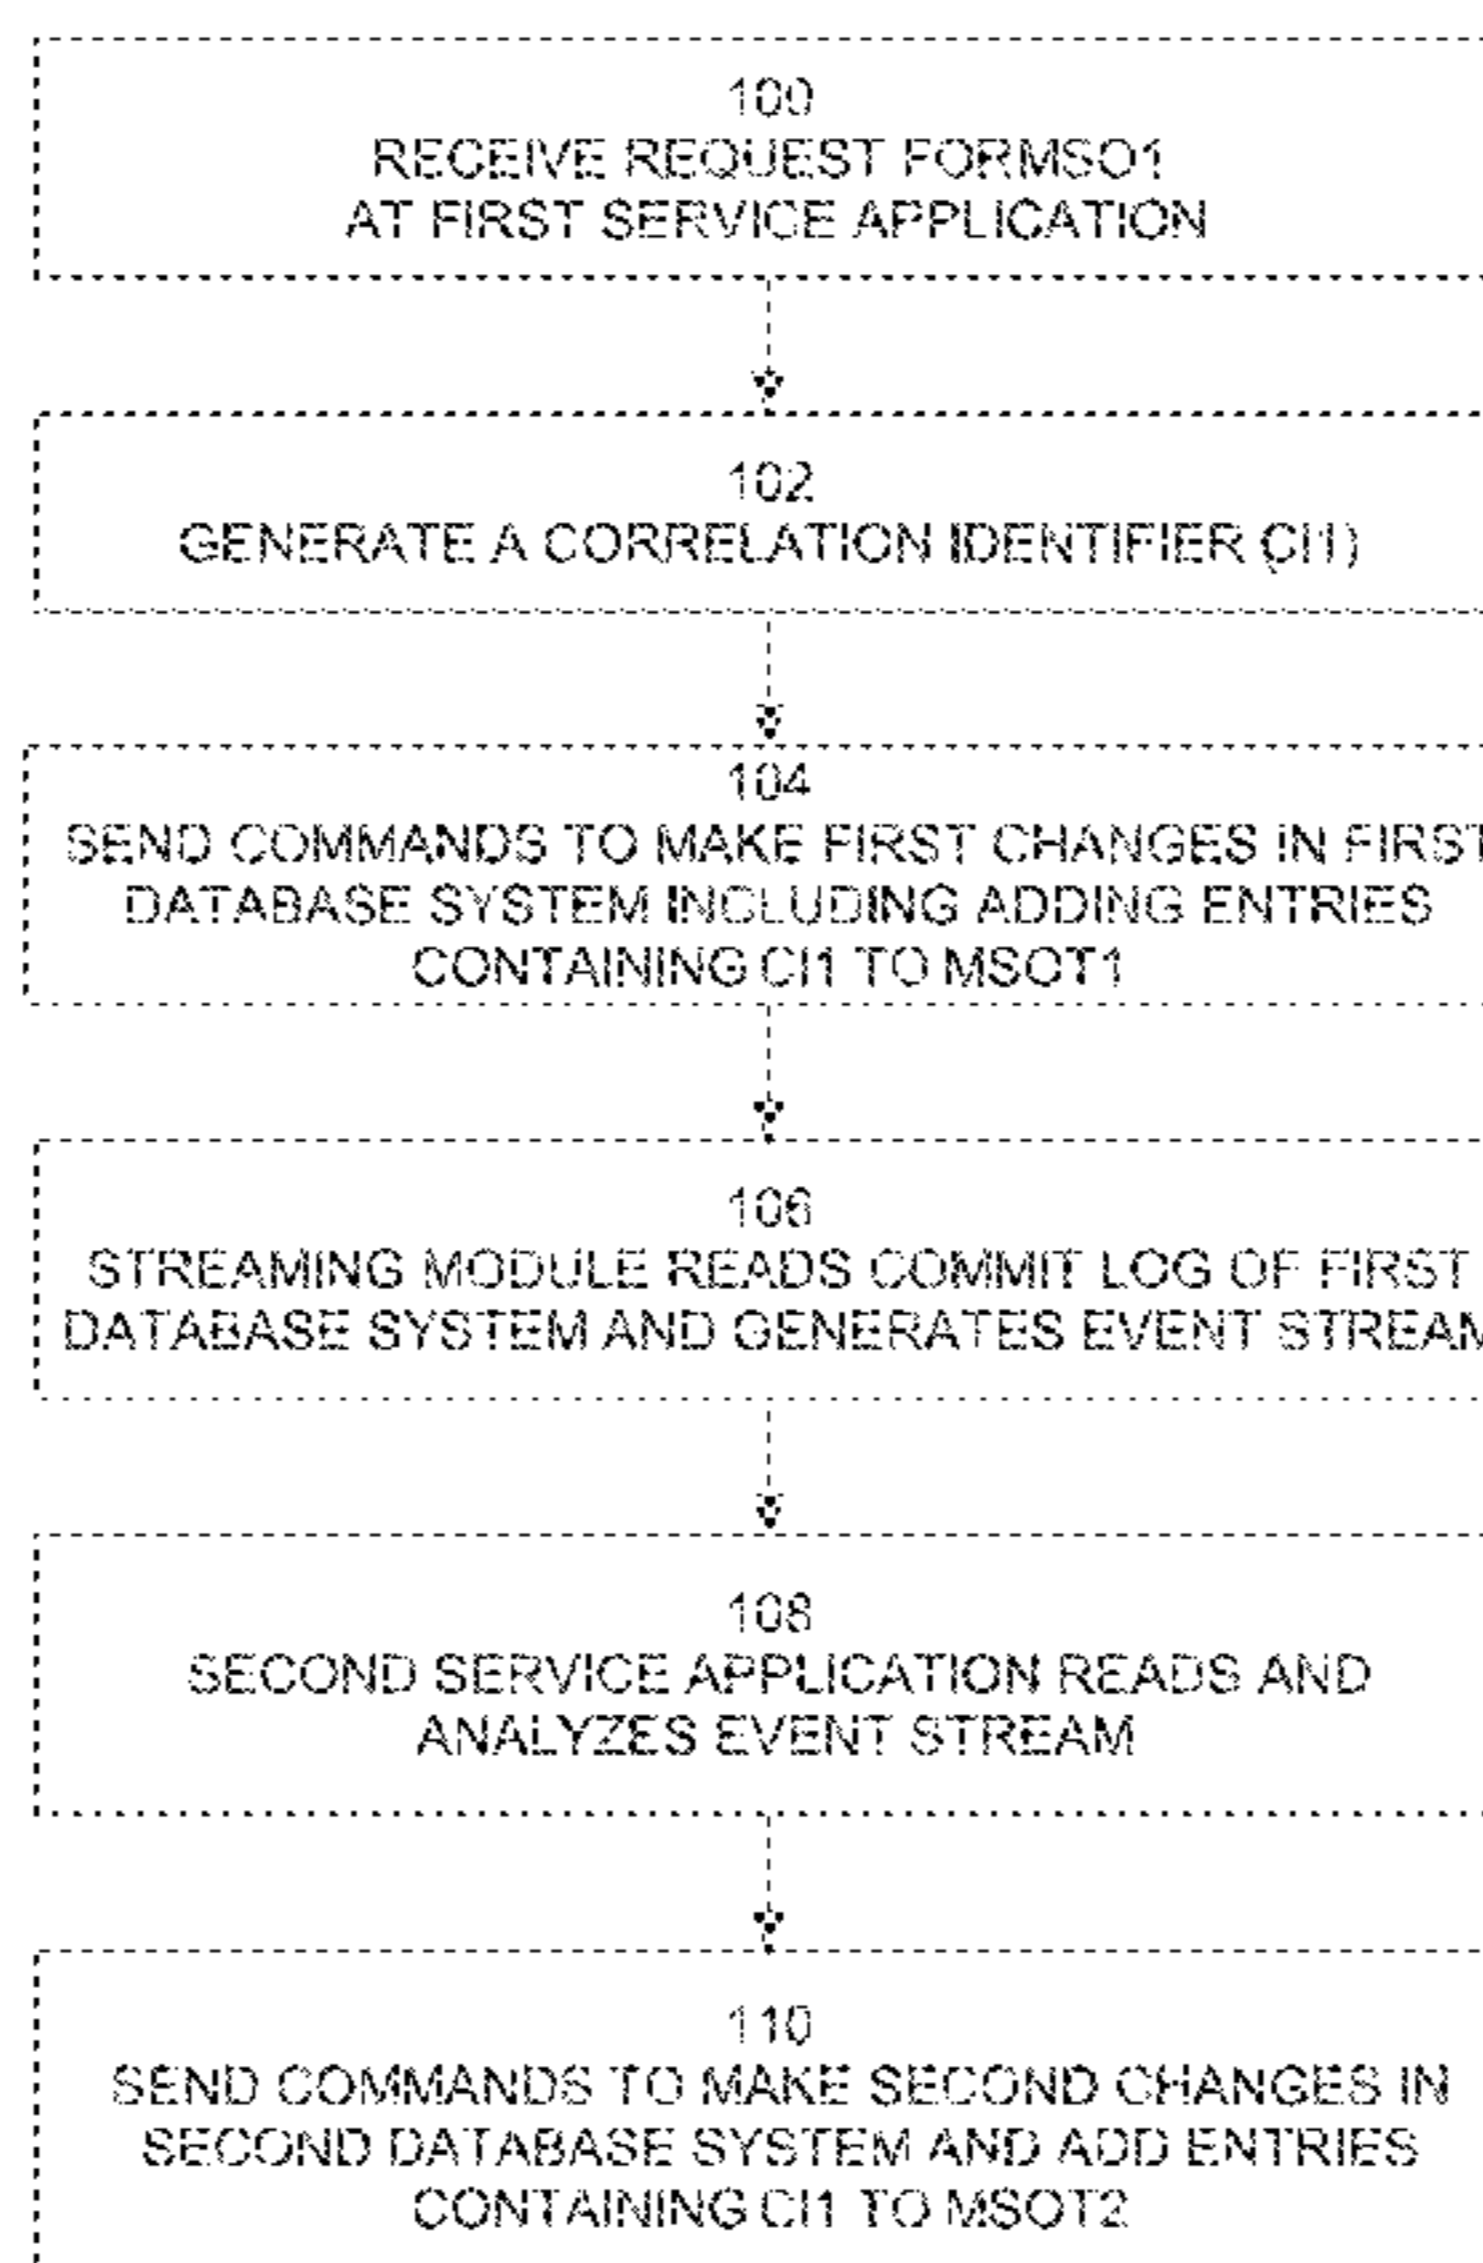 100
RECEIVE REQUEST FORMSO1
AT FIRST SERVICE APPLICATION
102
GENERATE A CORRELATION IDENTIFIER (CI1)
104
SEND COMMANDS TO MAKE FIRST CHANGES IN FIRST
DATABASE SYSTEM INCLUDING ADDING ENTRIES
CONTAINING CI1 TO MSOT1
106
STREAMING MODULE READS COMMIT LOG OF FIRST
DATABASE SYSTEM AND GENERATES EVENT STREAM
108
SECOND SERVICE APPLICATION READS AND
ANALYZES EVENT STREAM
110
SEND COMMANDS TO MAKE SECOND CHANGES IN
SECOND DATABASE SYSTEM AND ADD ENTRIES
CONTAINING CI1 TO MSOT2